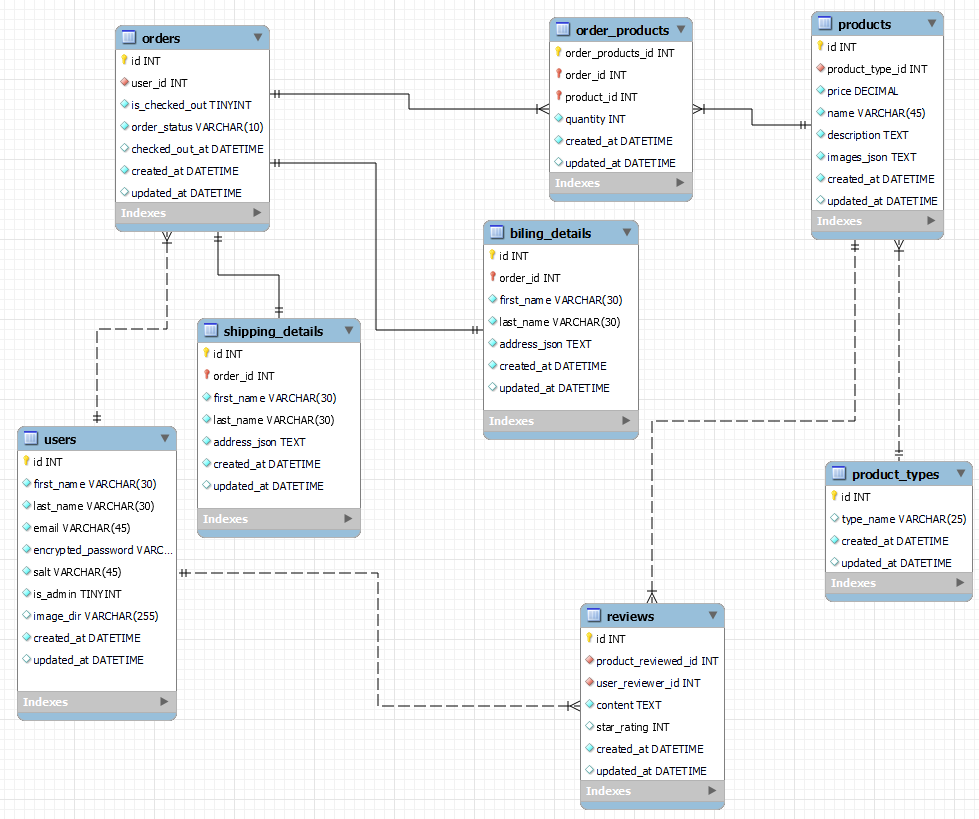 orders
id INT
user_id INT
is_checked_out TINYINT
order_status VARCHAR(10)
checked_out_at DATETIME
created_at DATETIME
updated_at DATETIME
Indexes
order_products
order_products_id INT
order_id INT
product_id INT
quantity INT
created_at DATETIME
updated_at DATETIME
Indexes
products
id INT
product_type_id INT
price DECIMAL
name VARCHAR(45)
description TEXT
images_json TEXT
created_at DATETIME
updated_at DATETIME
Indexes
biling_details
id INT
order_id INT
first_name VARCHAR(30)
last_name VARCHAR(30)
address_json TEXT
created_at DATETIME
updated_at DATETIME
Indexes
shipping_details
id INT
order_id INT
first_name VARCHAR(30)
last_name VARCHAR(30)
address_json TEXT
created_at DATETIME
updated_at DATETIME
Indexes
users
id INT
first_name VARCHAR(30)
last_name VARCHAR(30)
email VARCHAR(45)
encrypted_password VARC...
salt VARCHAR(45)
is_admin TINYINT
image_dir VARCHAR(255)
created_at DATETIME
updated_at DATETIME
Indexes
product_types
id INT
type_name VARCHAR(25)
created_at DATETIME
updated_at DATETIME
Indexes
reviews
id INT
product_reviewed_id INT
user_reviewer_id INT
content TEXT
star_rating INT
created_at DATETIME
updated_at DATETIME
Indexes